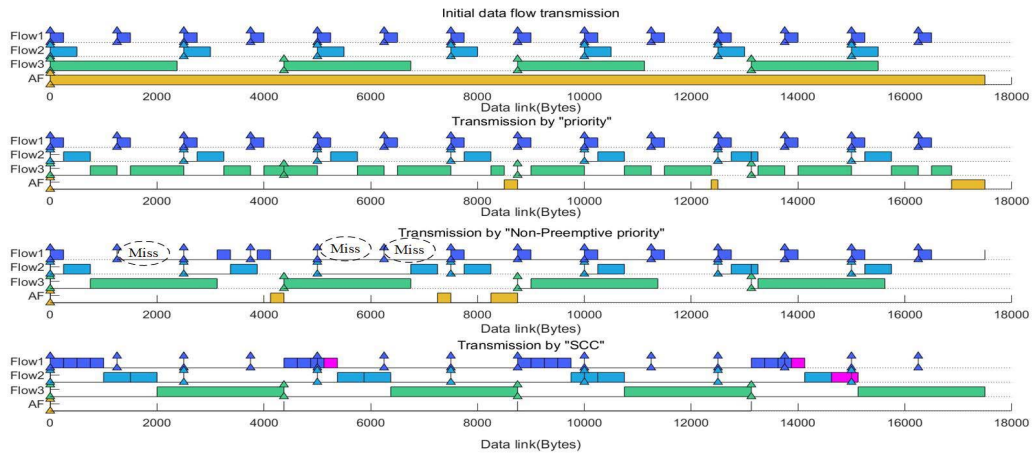 Initial data flow transmission
Flow1
Flow2
Flow3
AF
0 2000 4000 6000 8000 10000 12000 14000 16000 18000
Data link(Bytes)
Transmission by "priority"
Flow1
Flow2
Flow3
AF
0 2000 4000 6000 8000 10000 12000 14000 16000 18000
Data link(Bytes)
Transmission by "Non-Preemptive priority"
Flow1 Miss Miss Miss
Flow2
Flow3
AF
0 2000 4000 6000 8000 10000 12000 14000 16000 18000
Data link(Bytes)
Transmission by "SCC"
Flow1
Flow2
Flow3
AF
0 2000 4000 6000 8000 10000 12000 14000 16000 18000
Data link(Bytes)